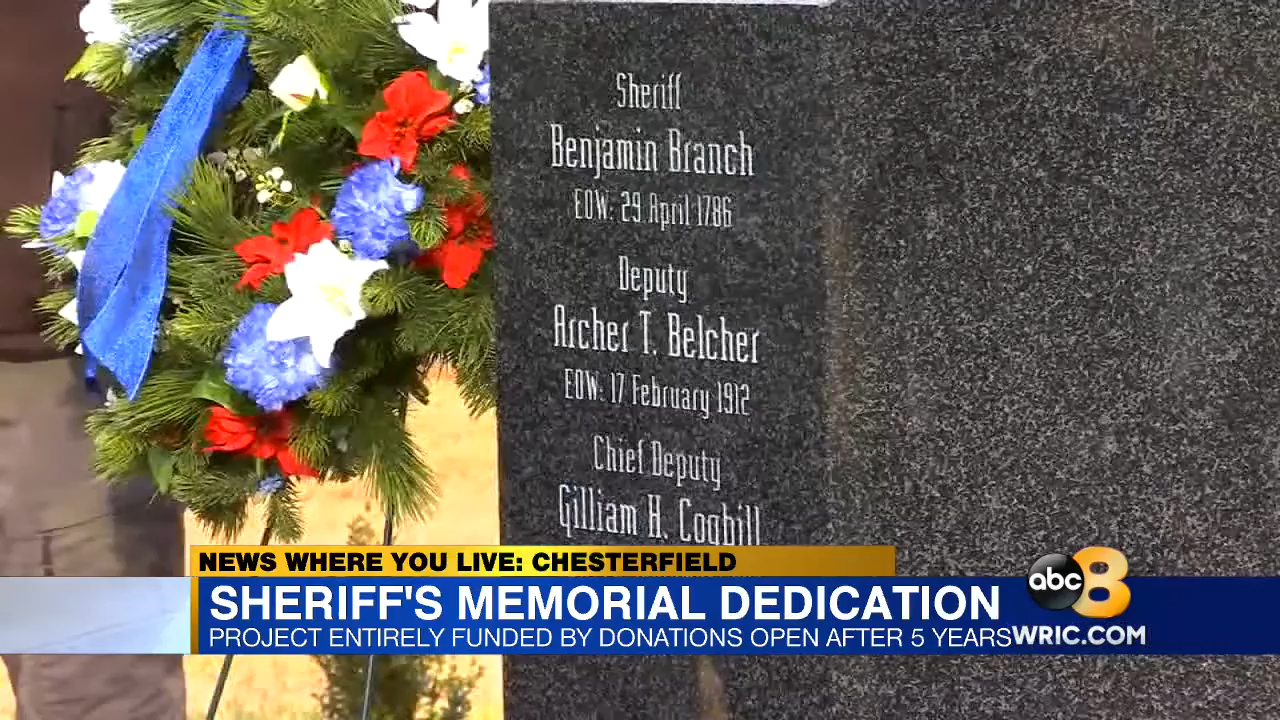 Sheriff
Benjamin Branch
EOW: 29 April 1786
Deputy
Archer T. Belcher
EOW: 17 February 1912
Chief Deputy
Gilliam H. Cogbill
NEWS WHERE YOU LIVE: CHESTERFIELD
SHERIFF'S MEMORIAL DEDICATION
PROJECT ENTIRELY FUNDED BY DONATIONS OPEN AFTER 5 YEARS
abc 8
WRIC.COM